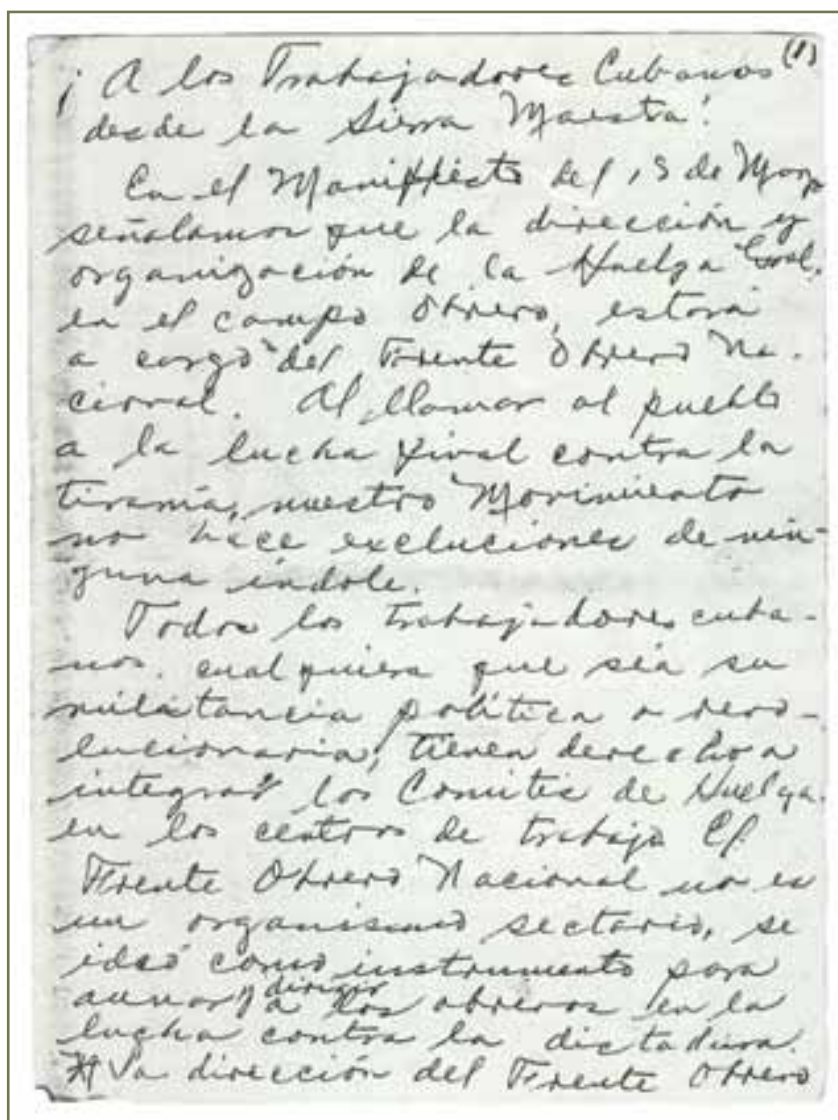 (1)
¡A los Trabajadores Cubanos
desde la Sierra Maestra!
En el Manifiesto del 13 de Marzo
señalamos que la dirección y
organización de la Huelga Gral.
en el campo obrero, estará
a cargo del Frente Obrero Na-
cional. Al llamar al pueblo
a la lucha final contra la
tiranía, nuestro Movimiento
no hace excluciones de nin-
guna índole.
Todos los trabajadores cuba-
nos, cualquiera que sea su
militancia política o revo-
lucionaria, tienen derecho a
integrar los Comités de Huelga
en los centros de trabajo. El
Frente Obrero Nacional no es
un organismo sectario, se
ideó como instrumento para
aunar y dirigir a los obreros en la
lucha contra la dictadura.
La dirección del Frente Obrero